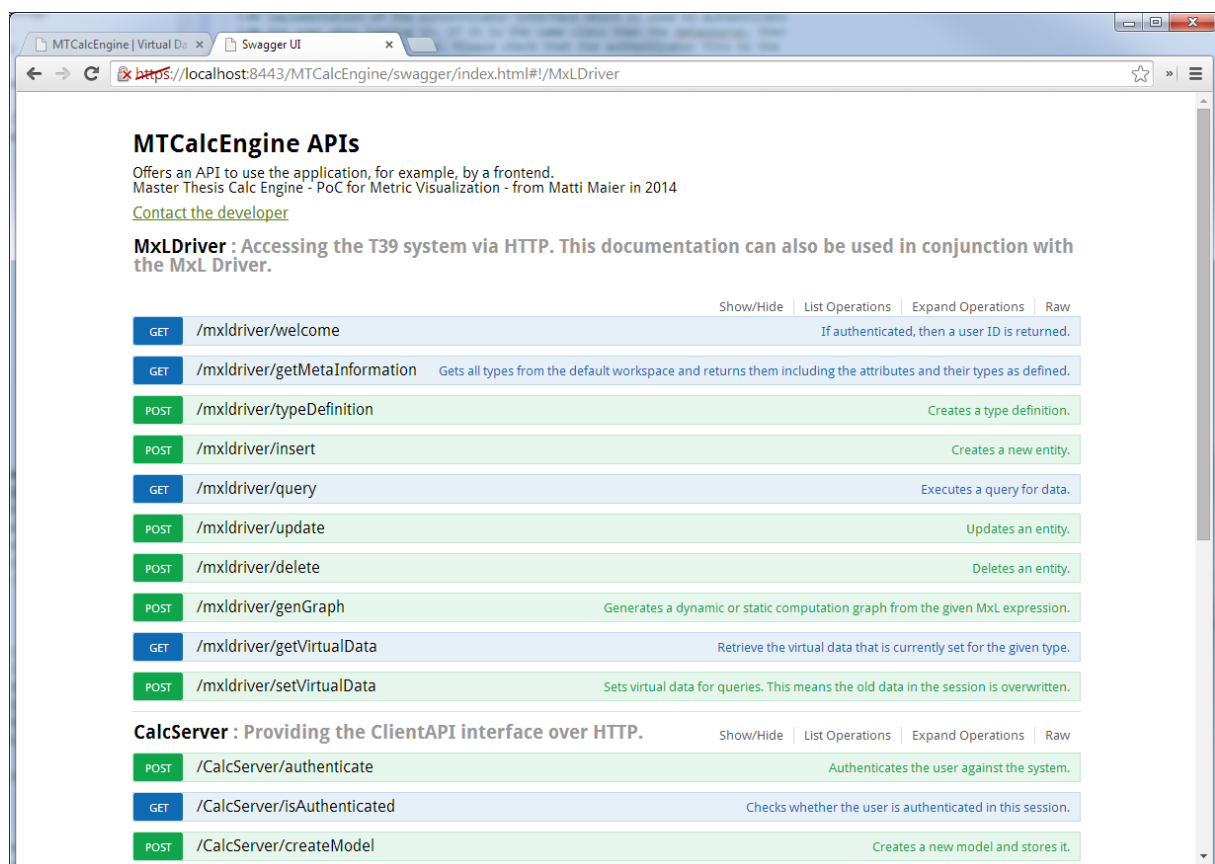 MTCalcEngine | Virtual Da
Swagger UI
https://localhost:8443/MTCalcEngine/swagger/index.html#!/MxLDriver
MTCalcEngine APIs
Offers an API to use the application, for example, by a frontend.
Master Thesis Calc Engine - PoC for Metric Visualization - from Matti Maier in 2014
Contact the developer
MxLDriver : Accessing the T39 system via HTTP. This documentation can also be used in conjunction with
the MxL Driver.
Show/Hide List Operations Expand Operations Raw
GET /mxldriver/welcome If authenticated, then a user ID is returned.
GET /mxldriver/getMetaInformation Gets all types from the default workspace and returns them including the attributes and their types as defined.
POST /mxldriver/typeDefinition Creates a type definition.
POST /mxldriver/insert Creates a new entity.
GET /mxldriver/query Executes a query for data.
POST /mxldriver/update Updates an entity.
POST /mxldriver/delete Deletes an entity.
POST /mxldriver/genGraph Generates a dynamic or static computation graph from the given MxL expression.
GET /mxldriver/getVirtualData Retrieve the virtual data that is currently set for the given type.
POST /mxldriver/setVirtualData Sets virtual data for queries. This means the old data in the session is overwritten.
CalcServer : Providing the ClientAPI interface over HTTP.
Show/Hide List Operations Expand Operations Raw
POST /CalcServer/authenticate Authenticates the user against the system.
GET /CalcServer/isAuthenticated Checks whether the user is authenticated in this session.
POST /CalcServer/createModel Creates a new model and stores it.